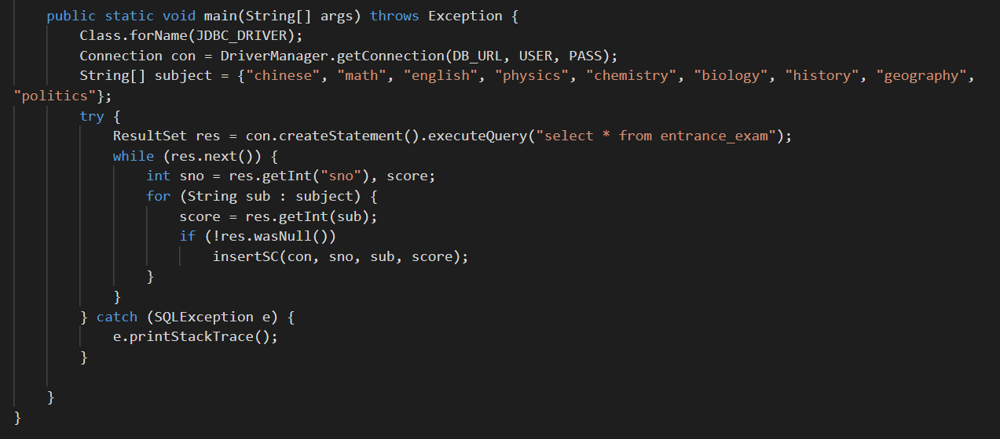 public static void main(String[] args) throws Exception {
        Class.forName(JDBC_DRIVER);
        Connection con = DriverManager.getConnection(DB_URL, USER, PASS);
        String[] subject = {"chinese", "math", "english", "physics", "chemistry", "biology", "history", "geography",
"politics"};
        try {
            ResultSet res = con.createStatement().executeQuery("select * from entrance_exam");
            while (res.next()) {
                int sno = res.getInt("sno"), score;
                for (String sub : subject) {
                    score = res.getInt(sub);
                    if (!res.wasNull())
                        insertSC(con, sno, sub, score);
                }
            }
        } catch (SQLException e) {
            e.printStackTrace();
        }

    }
}